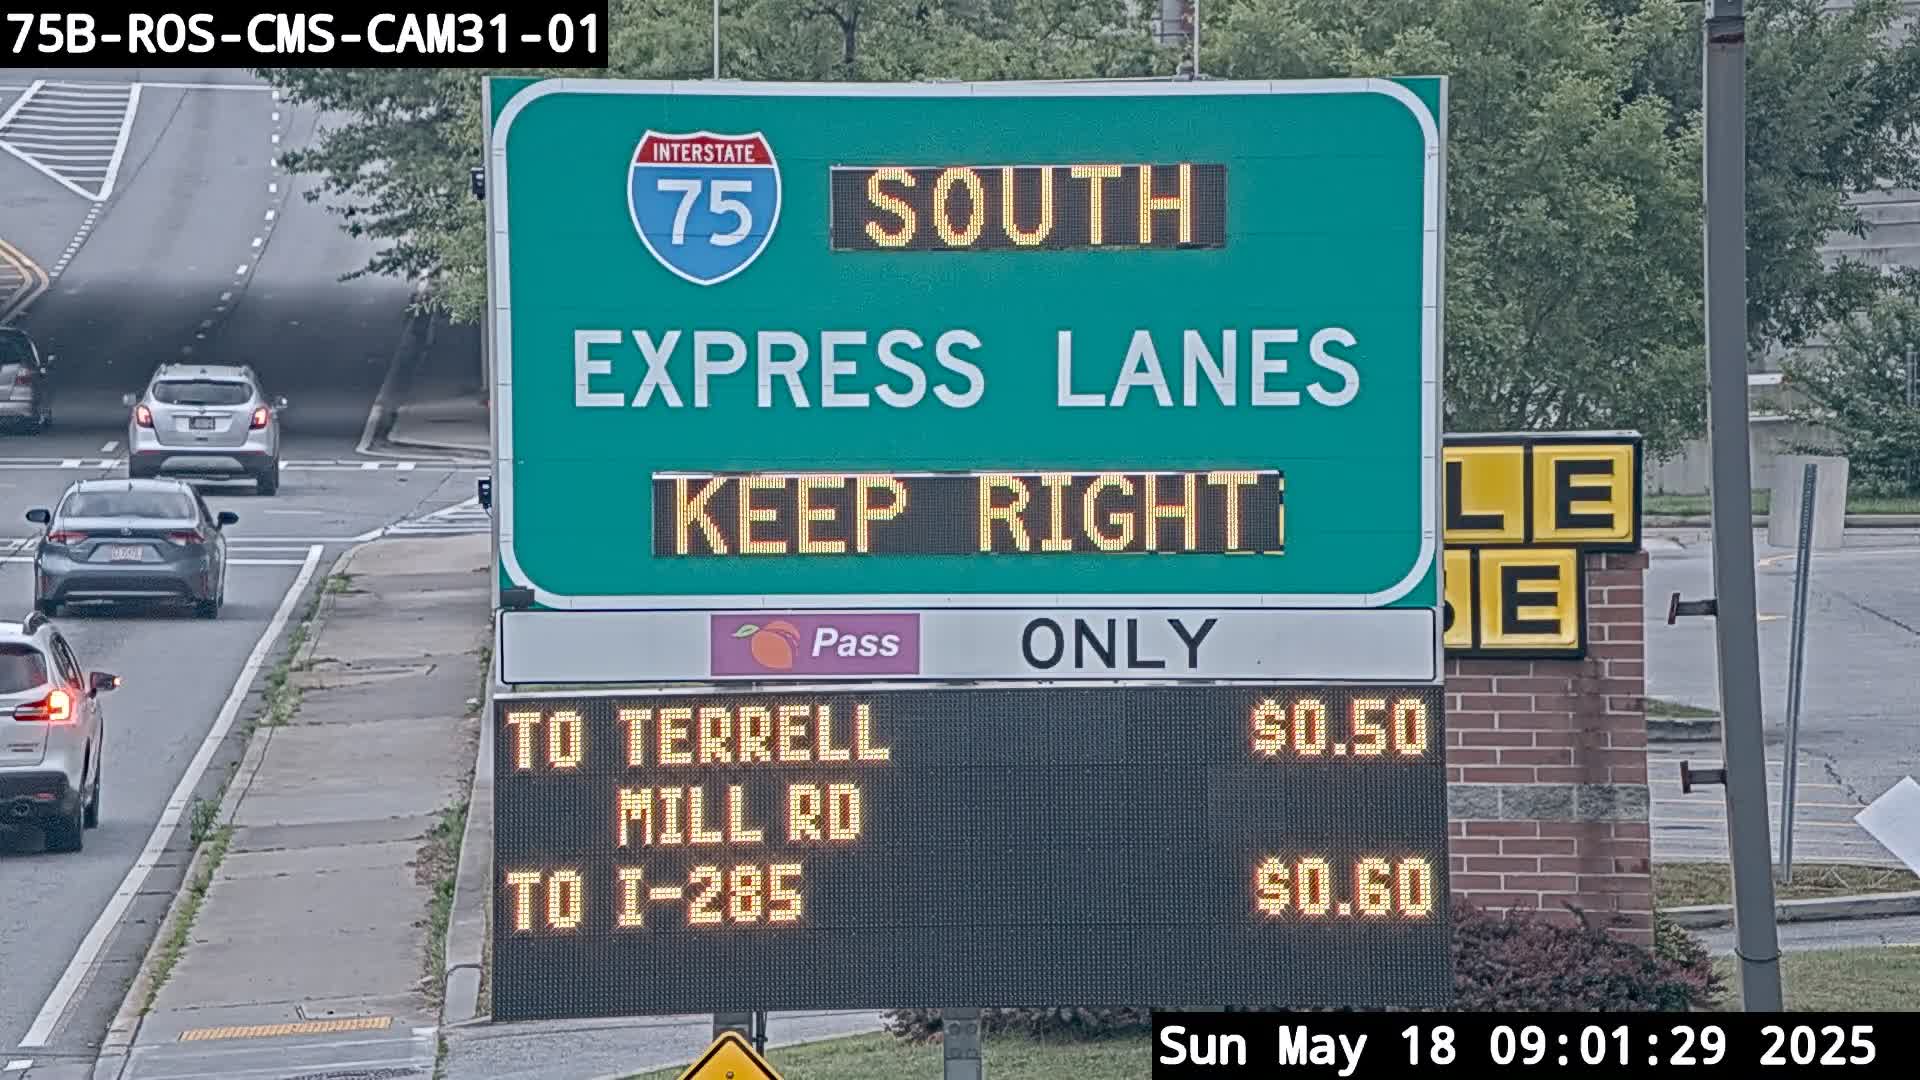 75B-ROS-CMS-CAM31-01
INTERSTATE
75
SOUTH
EXPRESS LANES
KEEP RIGHT
Pass ONLY
TO TERRELL $0.50
MILL RD
TO I-285 $0.60
LE
E
Sun May 18 09:01:29 2025